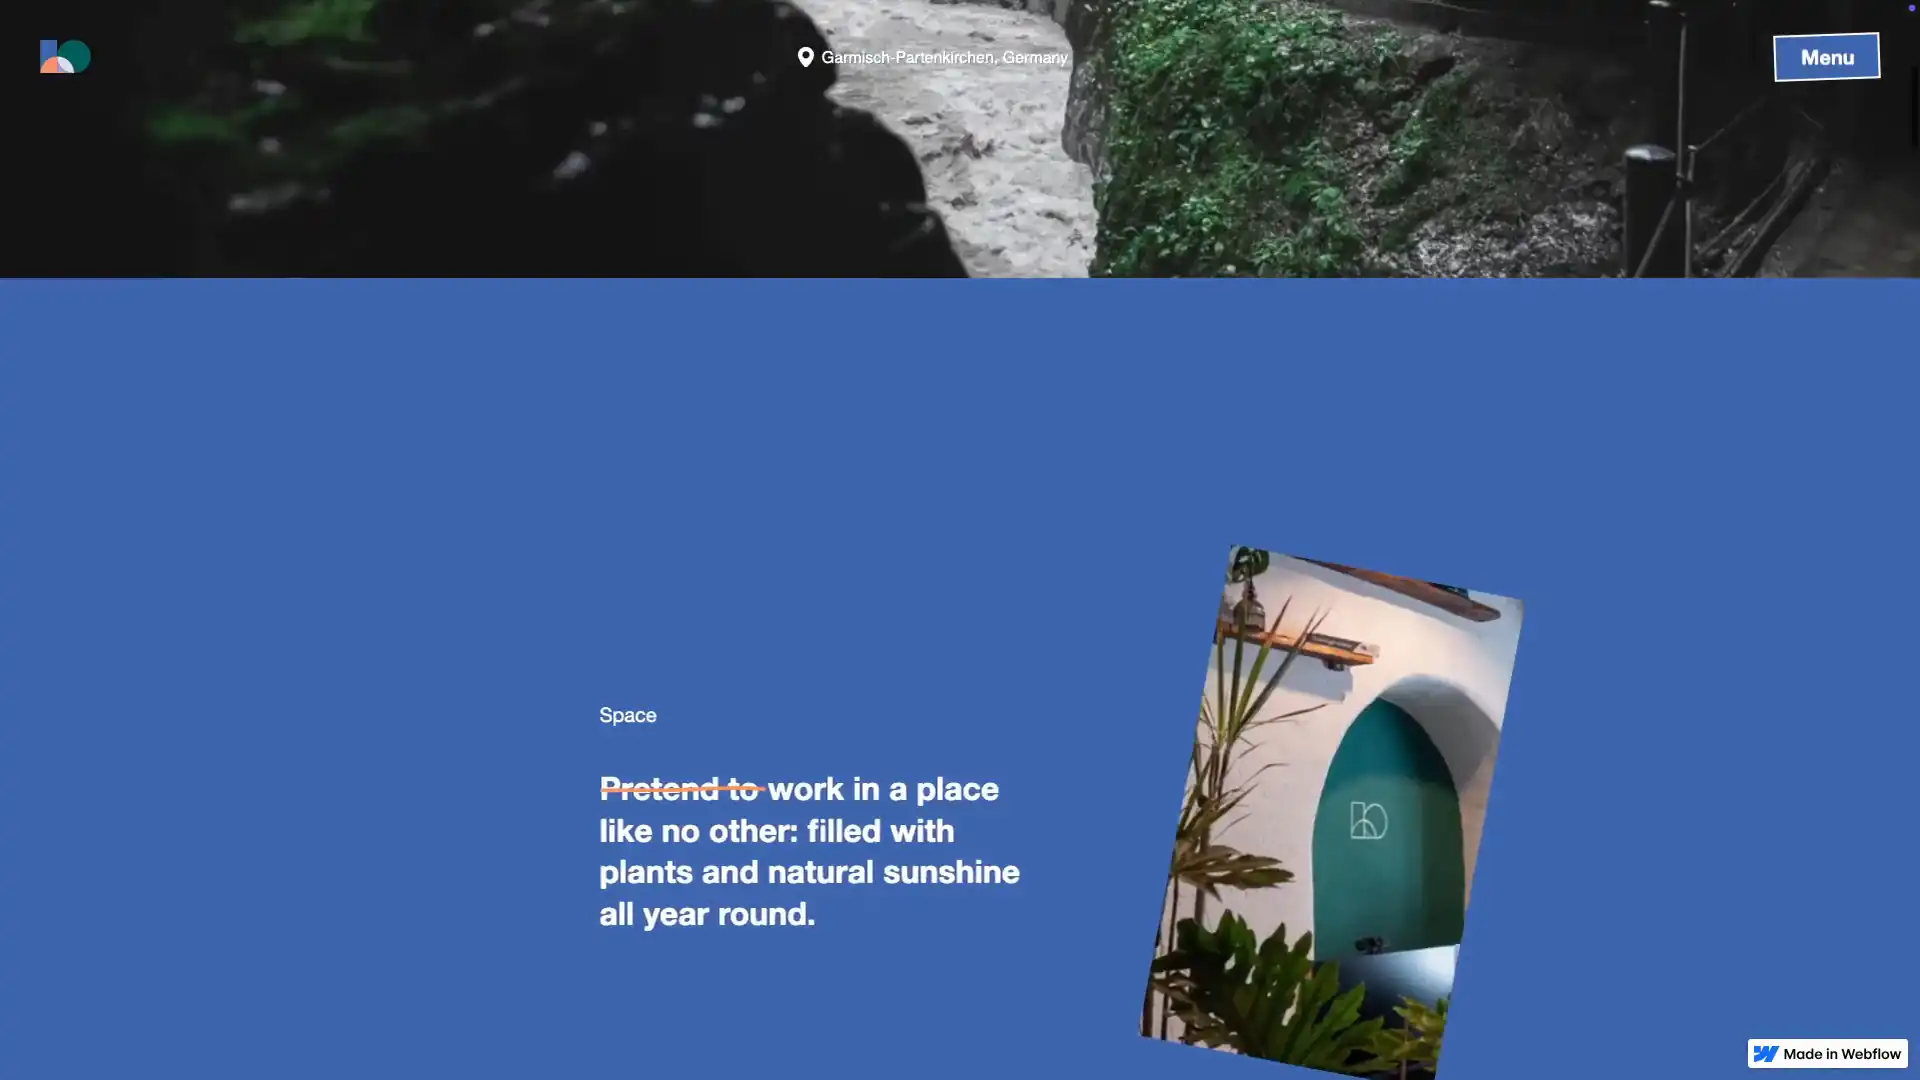 Garmisch-Partenkirchen, Germany
Menu
Space
Pretend to work in a place
like no other: filled with
plants and natural sunshine
all year round.
Made in Webflow